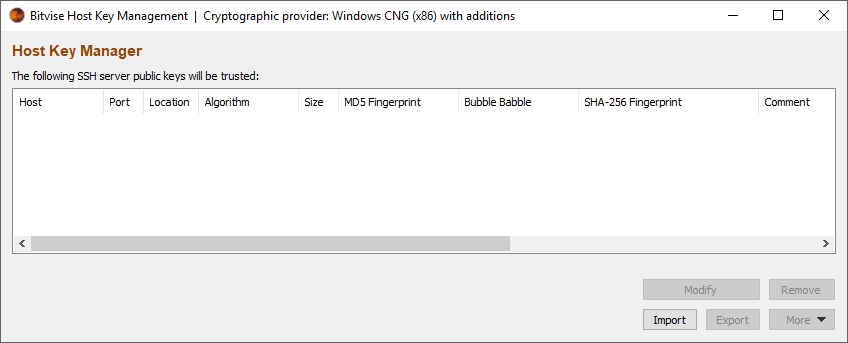 Bitvise Host Key Management | Cryptographic provider: Windows CNG (x86) with additions
Host Key Manager
The following SSH server public keys will be trusted:
Host Port Location Algorithm Size MD5 Fingerprint Bubble Babble SHA-256 Fingerprint Comment
Modify Remove
Import Export More